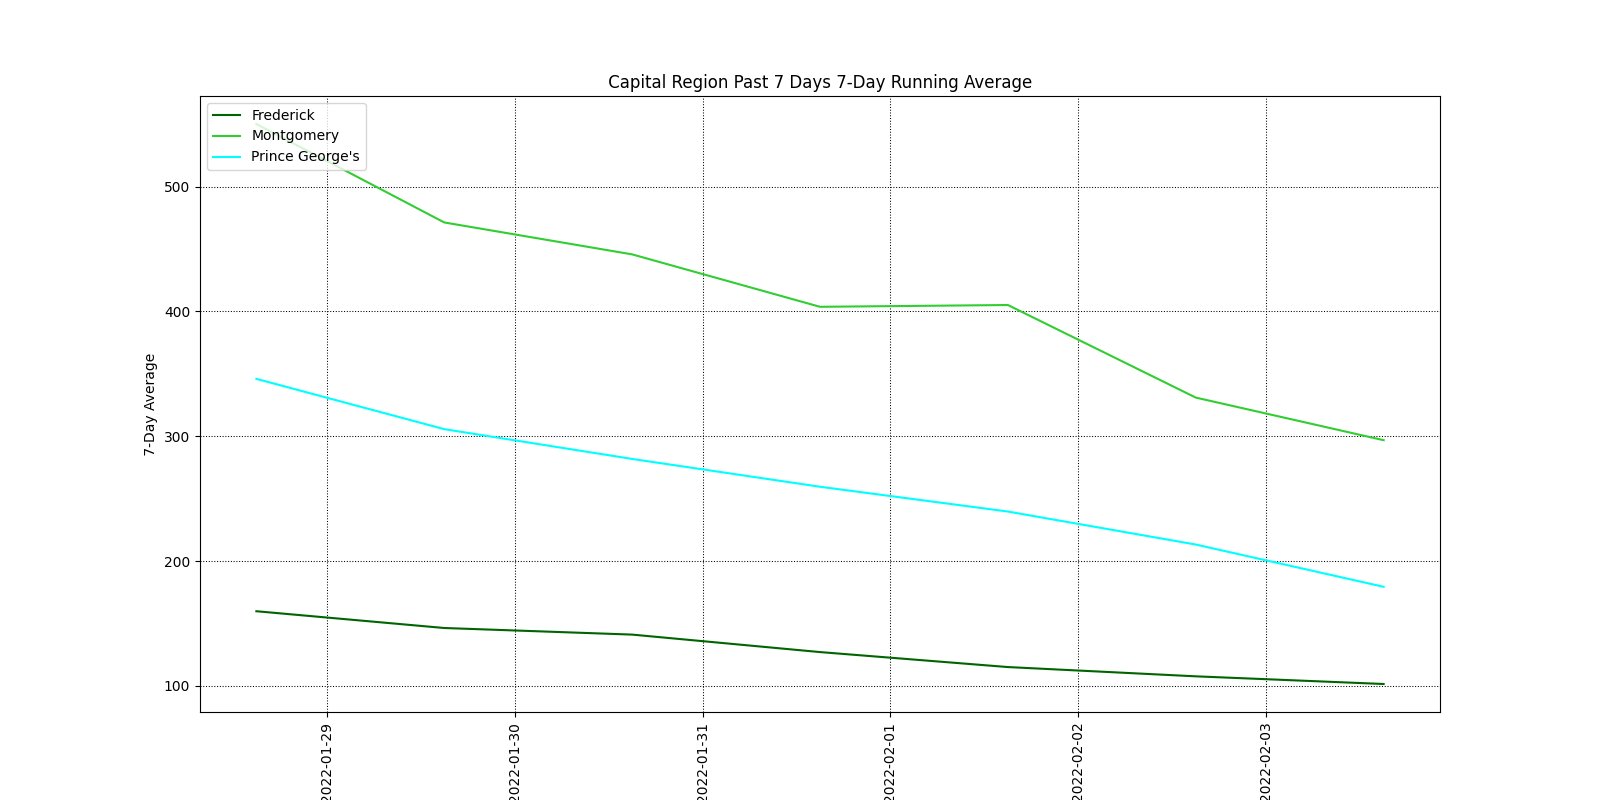 Capital Region Past 7 Days 7-Day Running Average
Frederick
Montgomery
Prince George's
500
400
300
200
100
7-Day Average
2022-01-29
2022-01-30
2022-01-31
2022-02-01
2022-02-02
2022-02-03